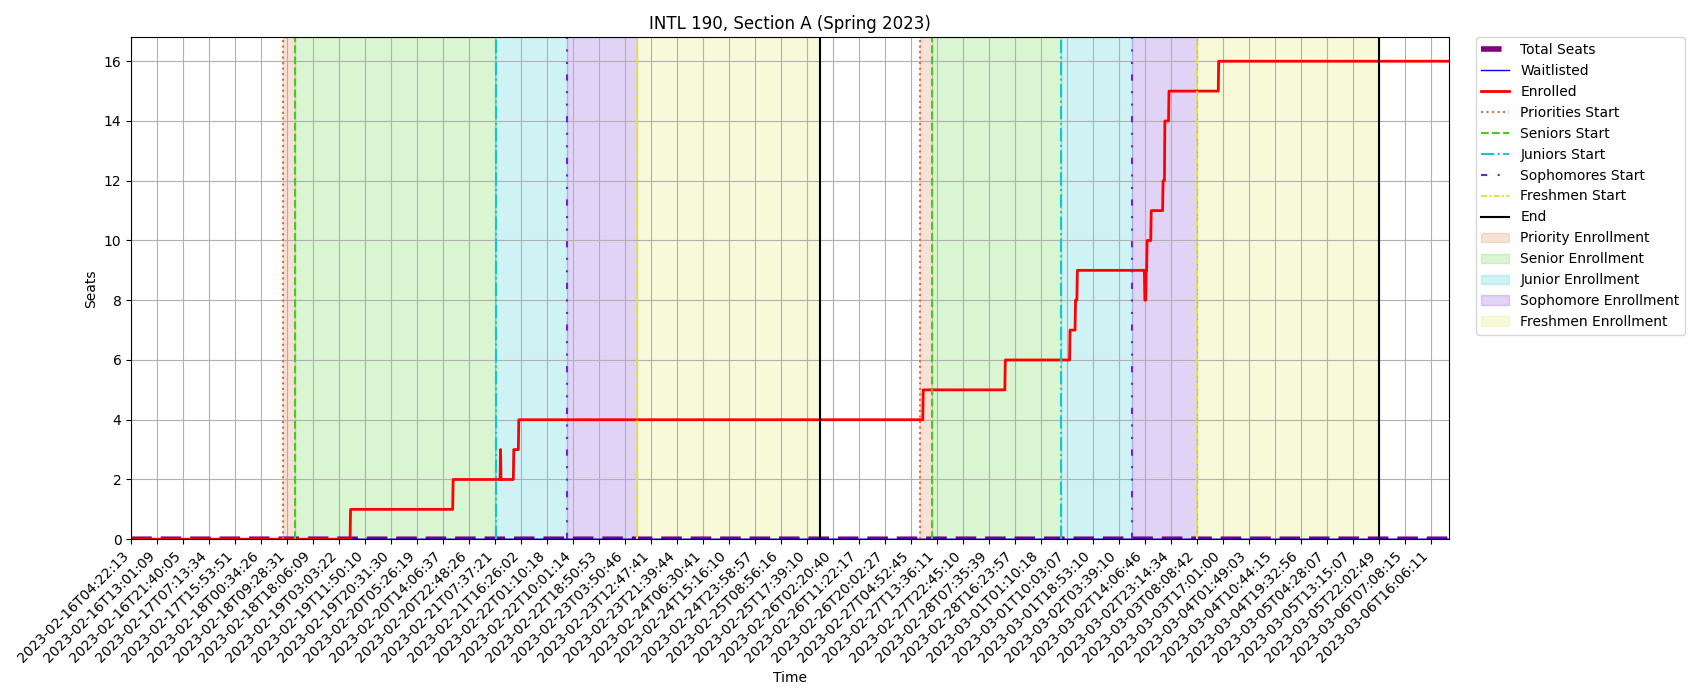 INTL 190, Section A (Spring 2023)
Seats
16
14
12
10
8
6
4
2
0
2023-02-16T04:22:13
2023-02-16T13:01:09
2023-02-16T21:40:05
2023-02-17T07:13:34
2023-02-17T15:53:51
2023-02-18T00:34:26
2023-02-18T09:28:31
2023-02-18T18:06:09
2023-02-19T03:03:22
2023-02-19T11:50:10
2023-02-19T20:31:30
2023-02-20T05:26:19
2023-02-20T14:06:37
2023-02-20T22:48:26
2023-02-21T07:37:21
2023-02-21T16:26:02
2023-02-22T01:10:18
2023-02-22T10:01:14
2023-02-22T18:50:53
2023-02-23T03:50:46
2023-02-23T12:47:41
2023-02-23T21:39:44
2023-02-24T06:30:41
2023-02-24T15:16:10
2023-02-24T23:58:57
2023-02-25T08:56:16
2023-02-25T17:39:10
2023-02-26T02:20:40
2023-02-26T11:22:17
2023-02-26T20:02:27
2023-02-27T04:52:45
2023-02-27T13:36:11
2023-02-27T22:45:10
2023-02-28T07:35:39
2023-02-28T16:23:57
2023-03-01T01:10:18
2023-03-01T10:03:07
2023-03-01T18:53:10
2023-03-02T03:39:16
2023-03-02T14:06:46
2023-03-02T23:14:34
2023-03-03T08:08:42
2023-03-03T17:01:00
2023-03-04T01:49:03
2023-03-04T10:44:15
2023-03-04T19:32:56
2023-03-05T04:28:07
2023-03-05T13:15:07
2023-03-05T22:02:49
2023-03-06T07:08:15
2023-03-06T16:06:11
Time
Total Seats
Waitlisted
Enrolled
Priorities Start
Seniors Start
Juniors Start
Sophomores Start
Freshmen Start
End
Priority Enrollment
Senior Enrollment
Junior Enrollment
Sophomore Enrollment
Freshmen Enrollment